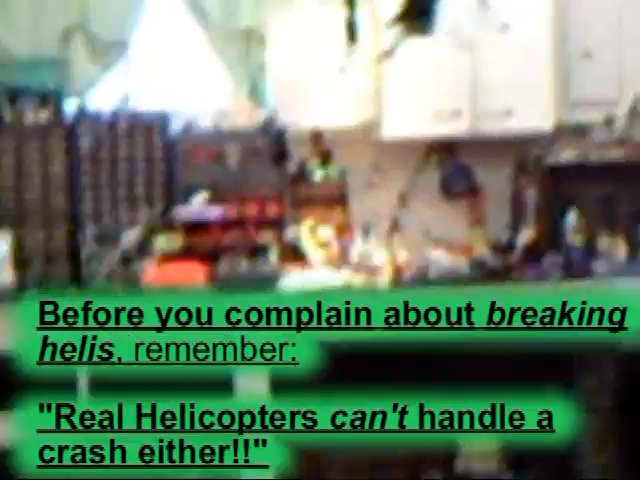 Before you complain about breaking
helis, remember:
"Real Helicopters can't handle a
crash either!!"